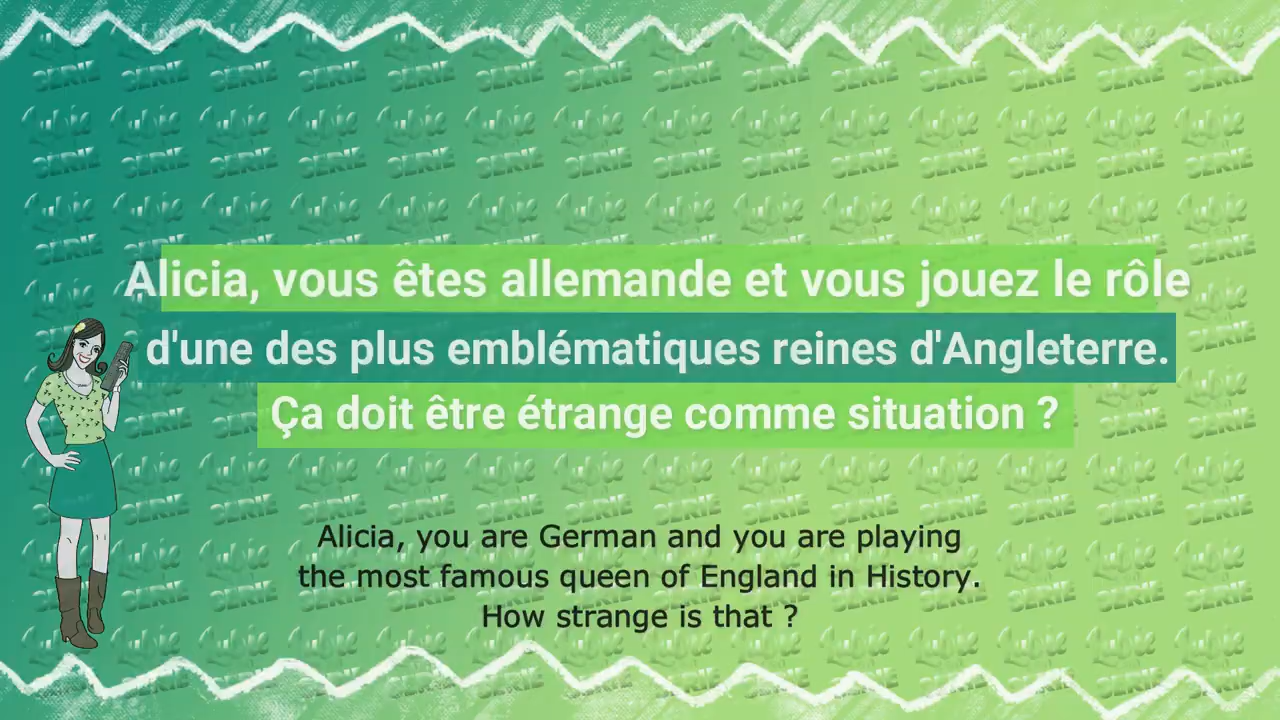 Alicia, vous êtes allemande et vous jouez le rôle
d'une des plus emblématiques reines d'Angleterre.
Ça doit être étrange comme situation ?
Alicia, you are German and you are playing
the most famous queen of England in History.
How strange is that ?